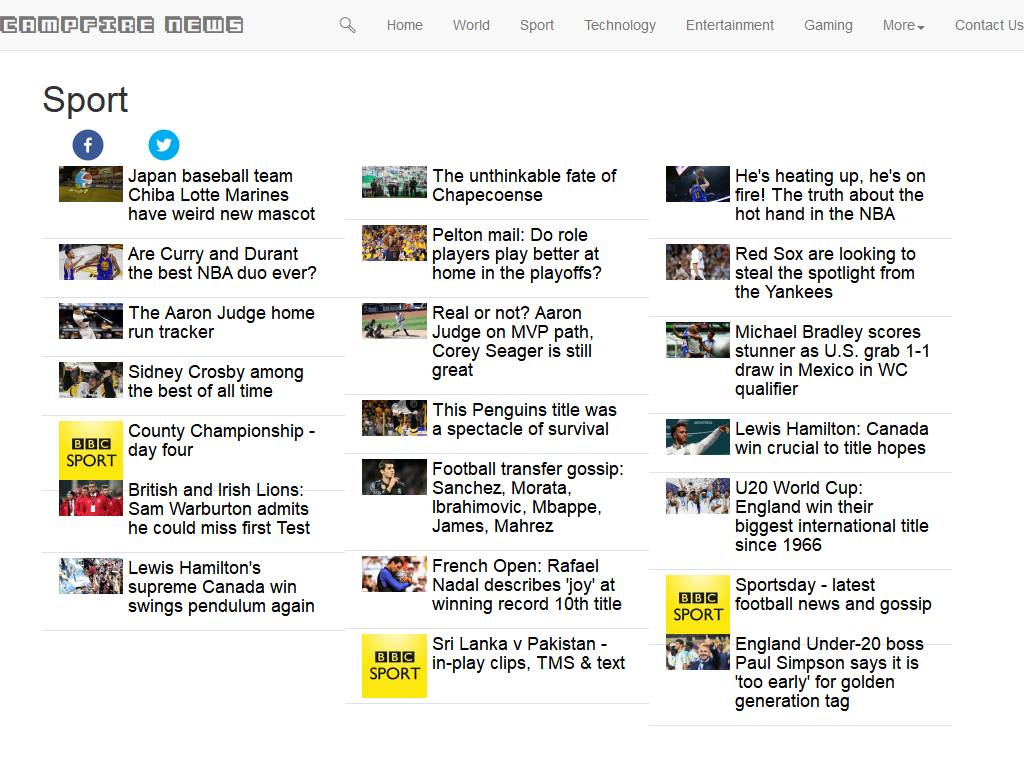 CAMPFIRE NEWS
Home
World
Sport
Technology
Entertainment
Gaming
More
Contact Us
Sport
Japan baseball team
Chiba Lotte Marines
have weird new mascot
Are Curry and Durant
the best NBA duo ever?
The Aaron Judge home
run tracker
Sidney Crosby among
the best of all time
BBC
SPORT
County Championship -
day four
British and Irish Lions:
Sam Warburton admits
he could miss first Test
Lewis Hamilton's
supreme Canada win
swings pendulum again
The unthinkable fate of
Chapecoense
Pelton mail: Do role
players play better at
home in the playoffs?
Real or not? Aaron
Judge on MVP path,
Corey Seager is still
great
This Penguins title was
a spectacle of survival
Football transfer gossip:
Sanchez, Morata,
Ibrahimovic, Mbappe,
James, Mahrez
French Open: Rafael
Nadal describes 'joy' at
winning record 10th title
BBC
SPORT
Sri Lanka v Pakistan -
in-play clips, TMS & text
He's heating up, he's on
fire! The truth about the
hot hand in the NBA
Red Sox are looking to
steal the spotlight from
the Yankees
Michael Bradley scores
stunner as U.S. grab 1-1
draw in Mexico in WC
qualifier
Lewis Hamilton: Canada
win crucial to title hopes
U20 World Cup:
England win their
biggest international title
since 1966
BBC
SPORT
Sportsday - latest
football news and gossip
England Under-20 boss
Paul Simpson says it is
'too early' for golden
generation tag